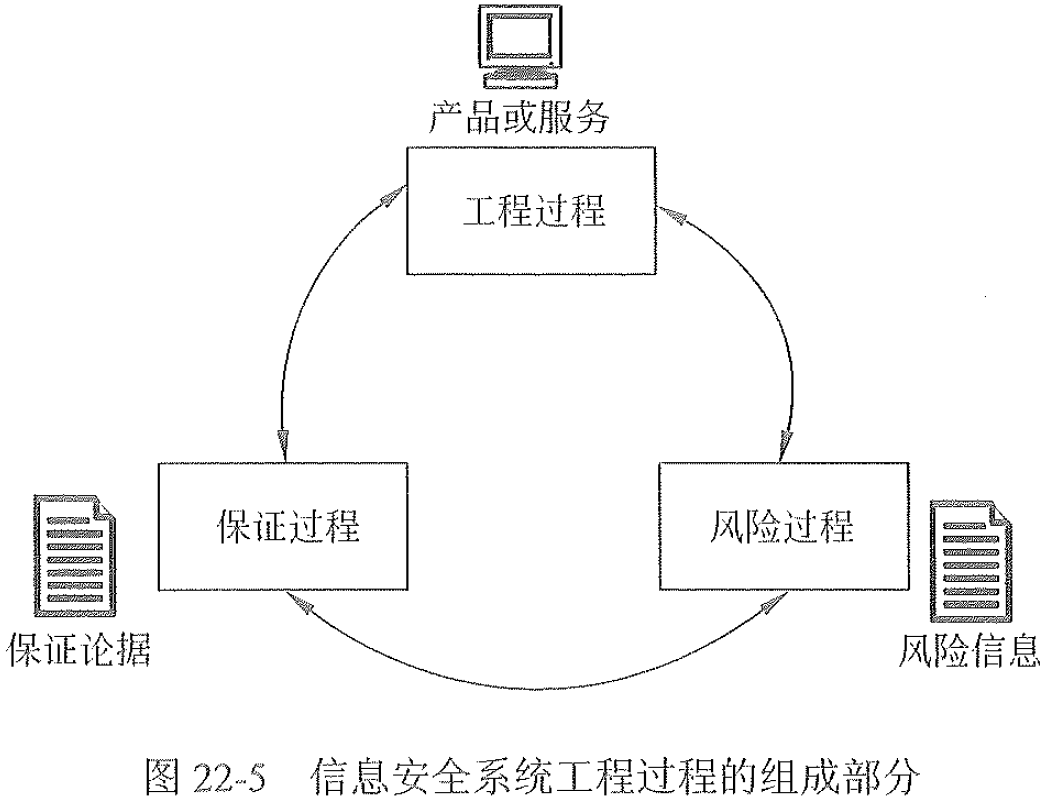 产品或服务
工程过程
保证过程
风险过程
保证论据
风险信息
图 22-5 信息安全系统工程过程的组成部分